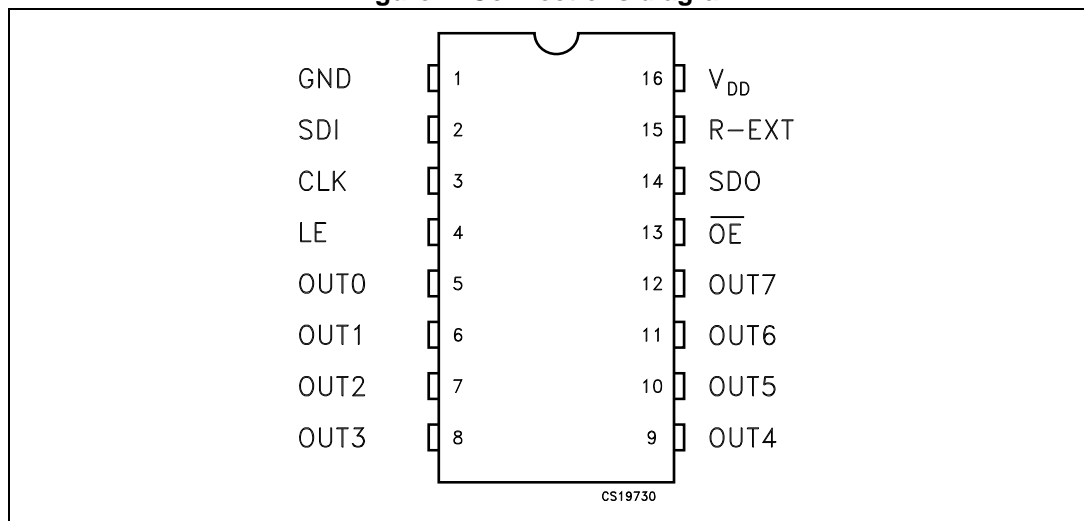 GND 1 16 VDD
SDI 2 15 R-EXT
CLK 3 14 SDO
LE 4 13 OE
OUT0 5 12 OUT7
OUT1 6 11 OUT6
OUT2 7 10 OUT5
OUT3 8 9 OUT4
CS19730